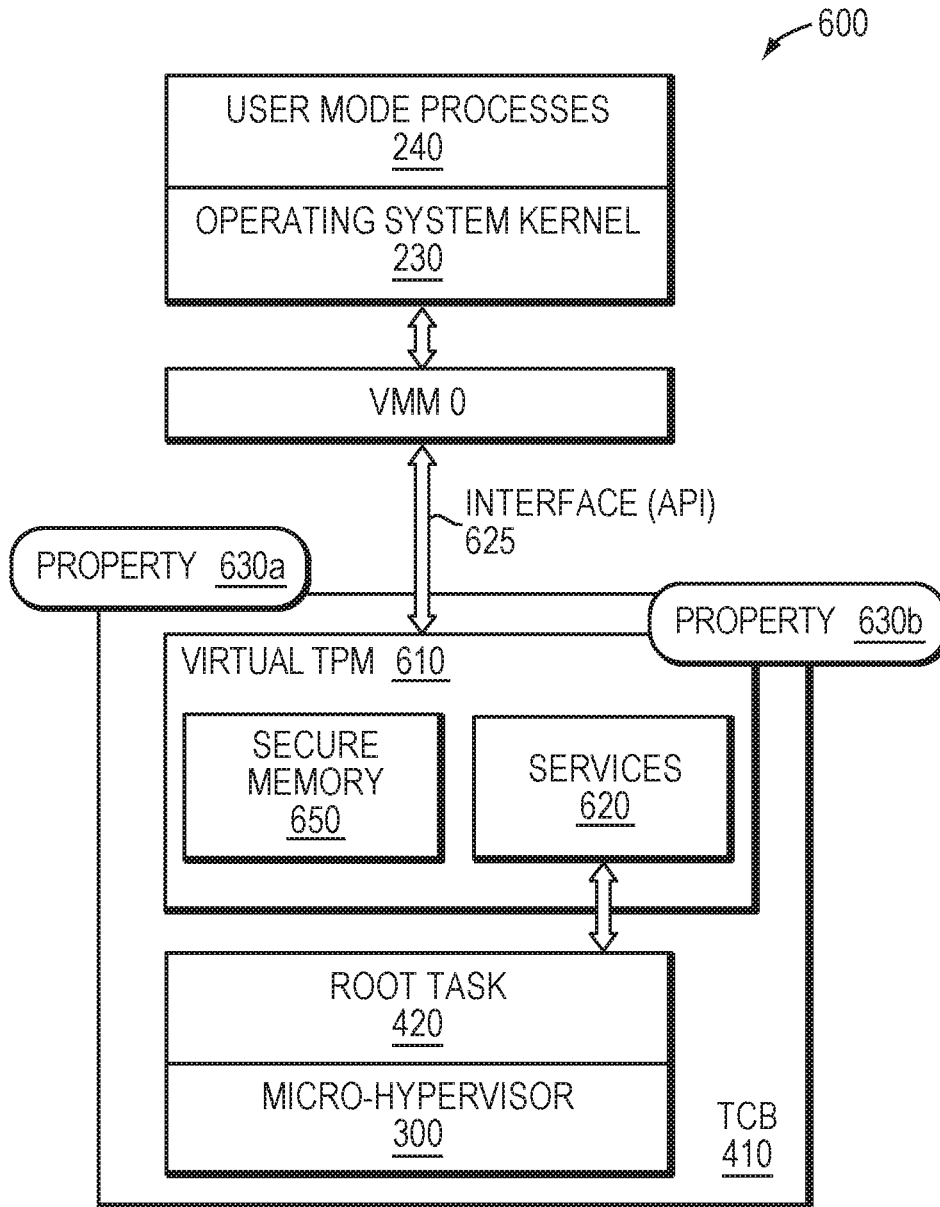 600
USER MODE PROCESSES
240
OPERATING SYSTEM KERNEL
230
VMM 0
INTERFACE (API)
625
PROPERTY 630a
PROPERTY 630b
VIRTUAL TPM 610
SECURE
MEMORY
650
SERVICES
620
ROOT TASK
420
MICRO-HYPERVISOR
300
TCB
410